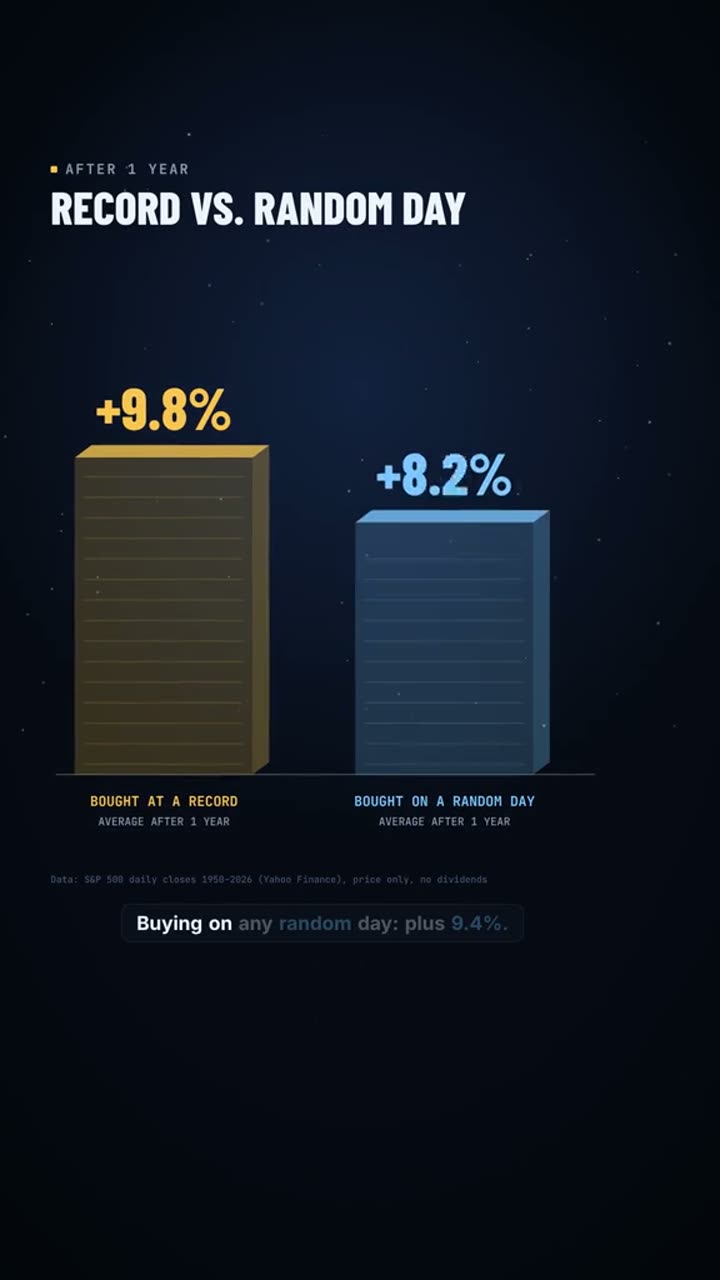 AFTER 1 YEAR
RECORD VS. RANDOM DAY
+9.8%
+8.2%
BOUGHT AT A RECORD
AVERAGE AFTER 1 YEAR
BOUGHT ON A RANDOM DAY
AVERAGE AFTER 1 YEAR
Data: S&P 500 daily closes 1950–2026 (Yahoo Finance), price only, no dividends
Buying on any random day: plus 9.4%.